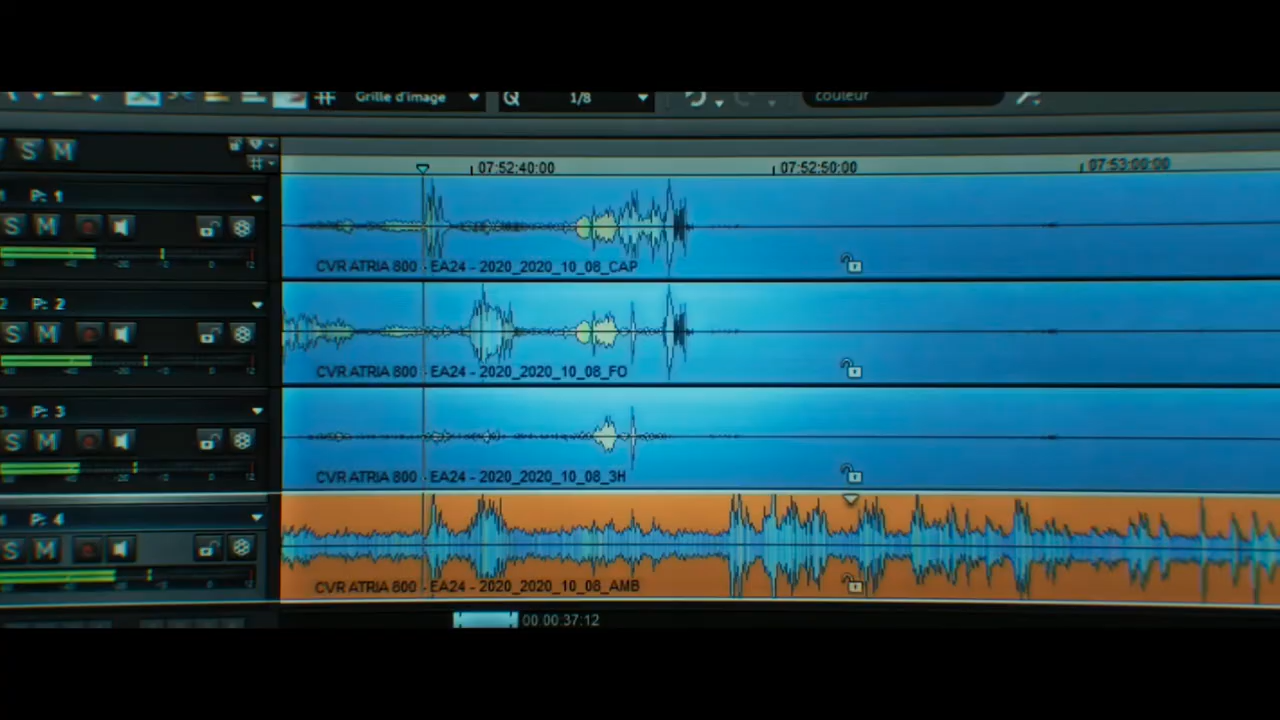 Grille d'image Q 1/8 couleur
S M
07:52:40:00 07:52:50:00 07:53:00:00
P: 1
S M
CVR ATRIA 800 - EA24 - 2020_2020_10_08_CAP
2 P: 2
S M
CVR ATRIA 800 - EA24 - 2020_2020_10_08_FO
3 P: 3
S M
CVR ATRIA 800 - EA24 - 2020_2020_10_08_3H
P: 4
S M
CVR ATRIA 800 - EA24 - 2020_2020_10_08_AMB
00:00:37:12